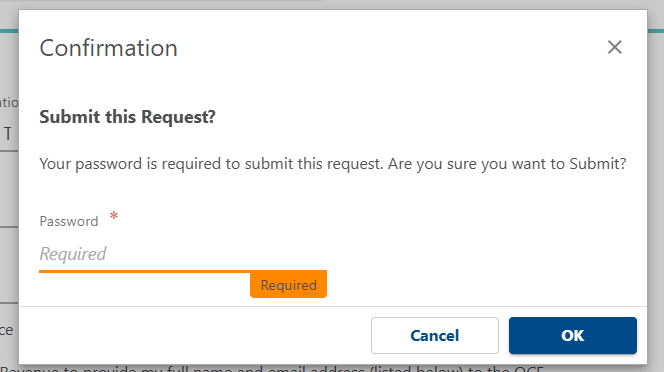 Confirmation
Submit this Request?
Your password is required to submit this request. Are you sure you want to Submit?
Password *
Required
Required
Cancel
OK
T
Revenue to provide my full name and email address (listed below) to the OCF